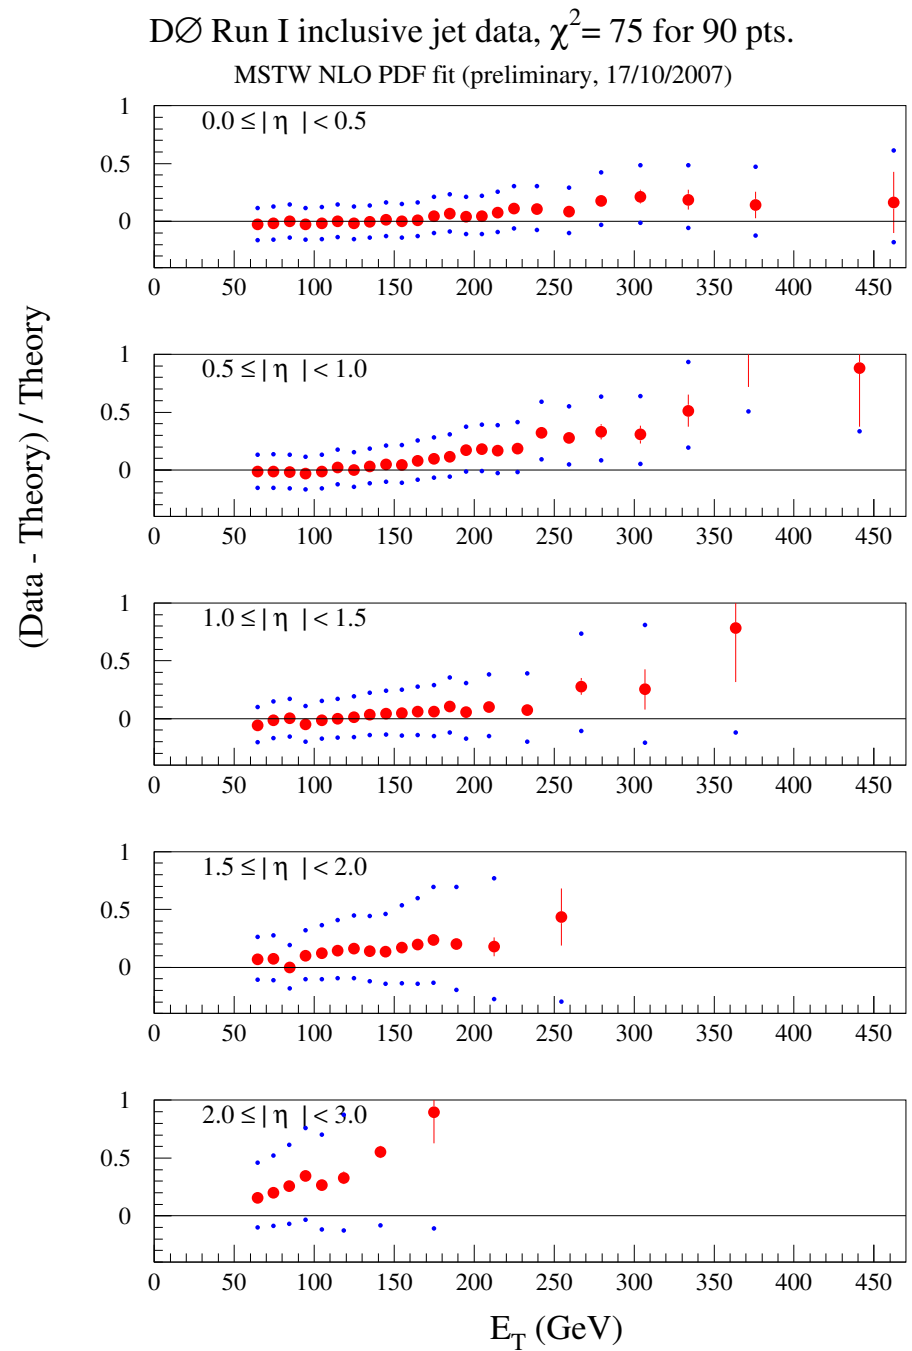 DØ Run I inclusive jet data, χ²= 75 for 90 pts.
MSTW NLO PDF fit (preliminary, 17/10/2007)
(Data - Theory) / Theory
0.0 ≤ | η | < 0.5
1
0.5
0
0 50 100 150 200 250 300 350 400 450
0.5 ≤ | η | < 1.0
1
0.5
0
0 50 100 150 200 250 300 350 400 450
1.0 ≤ | η | < 1.5
1
0.5
0
0 50 100 150 200 250 300 350 400 450
1.5 ≤ | η | < 2.0
1
0.5
0
0 50 100 150 200 250 300 350 400 450
2.0 ≤ | η | < 3.0
1
0.5
0
0 50 100 150 200 250 300 350 400 450
E_T (GeV)